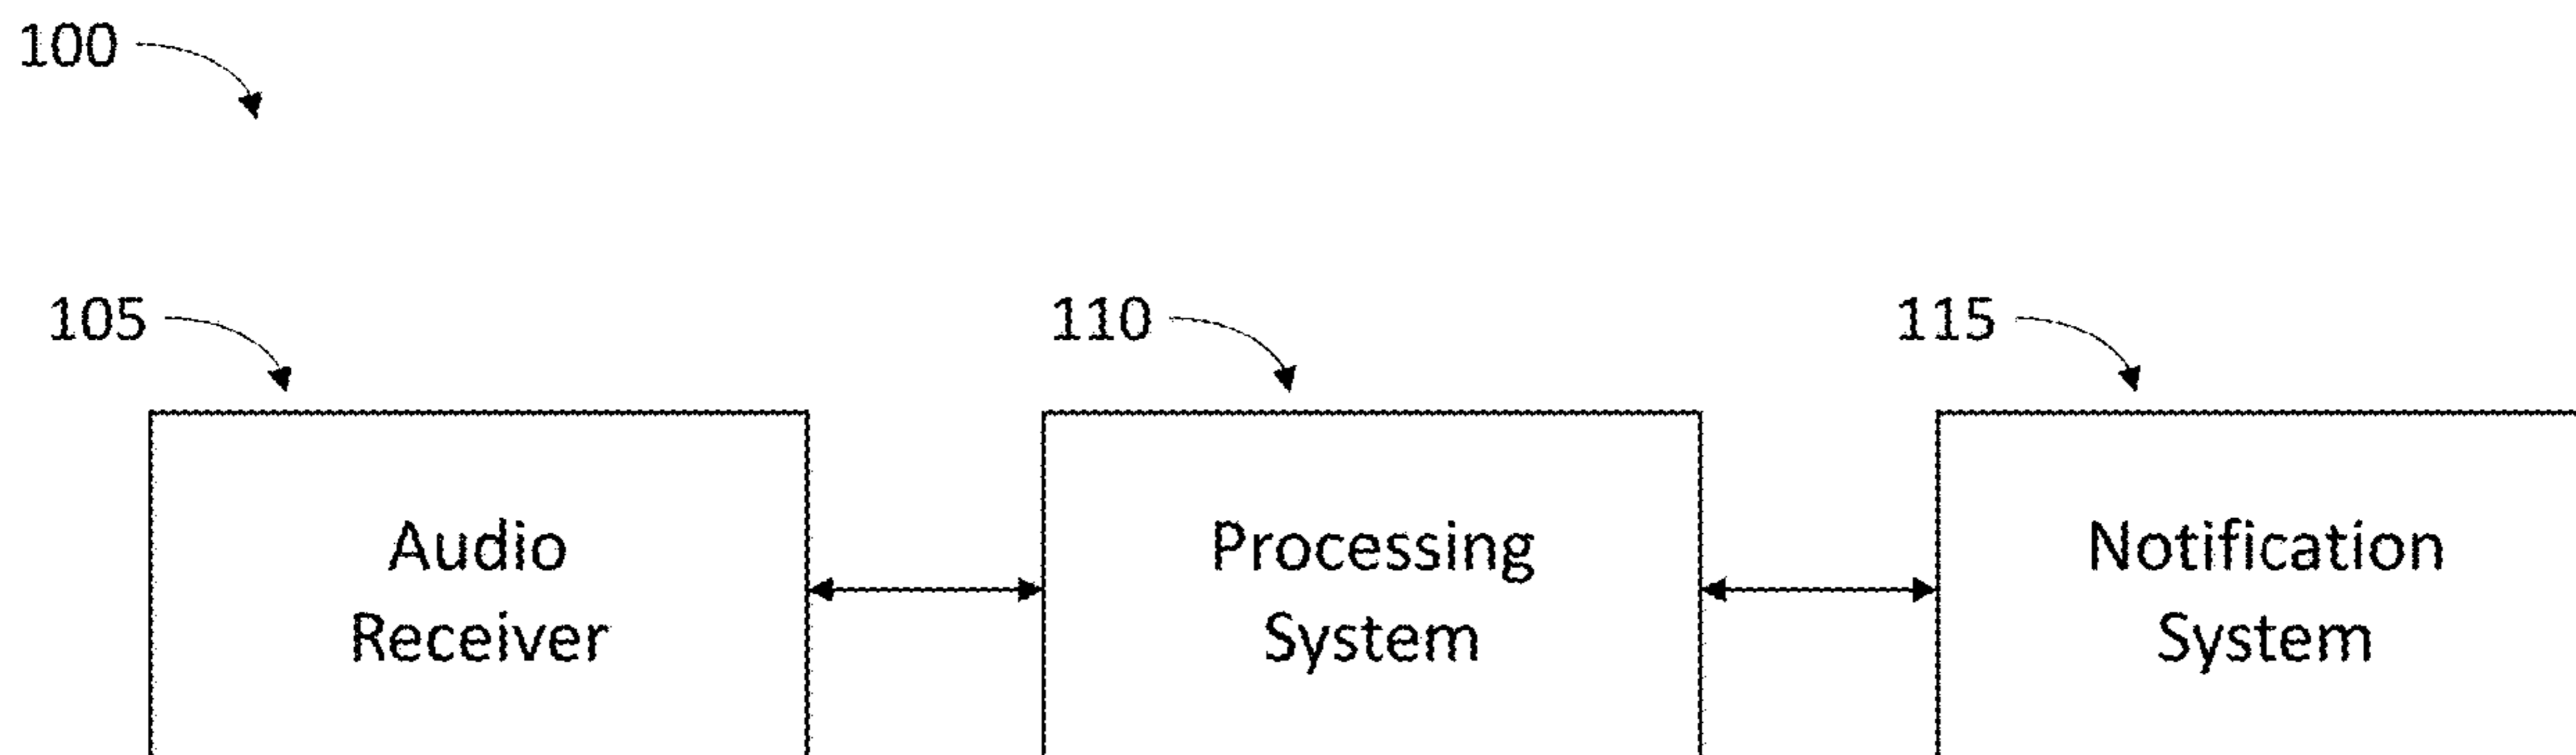 100
105
110
115
Audio
Receiver
Processing
System
Notification
System